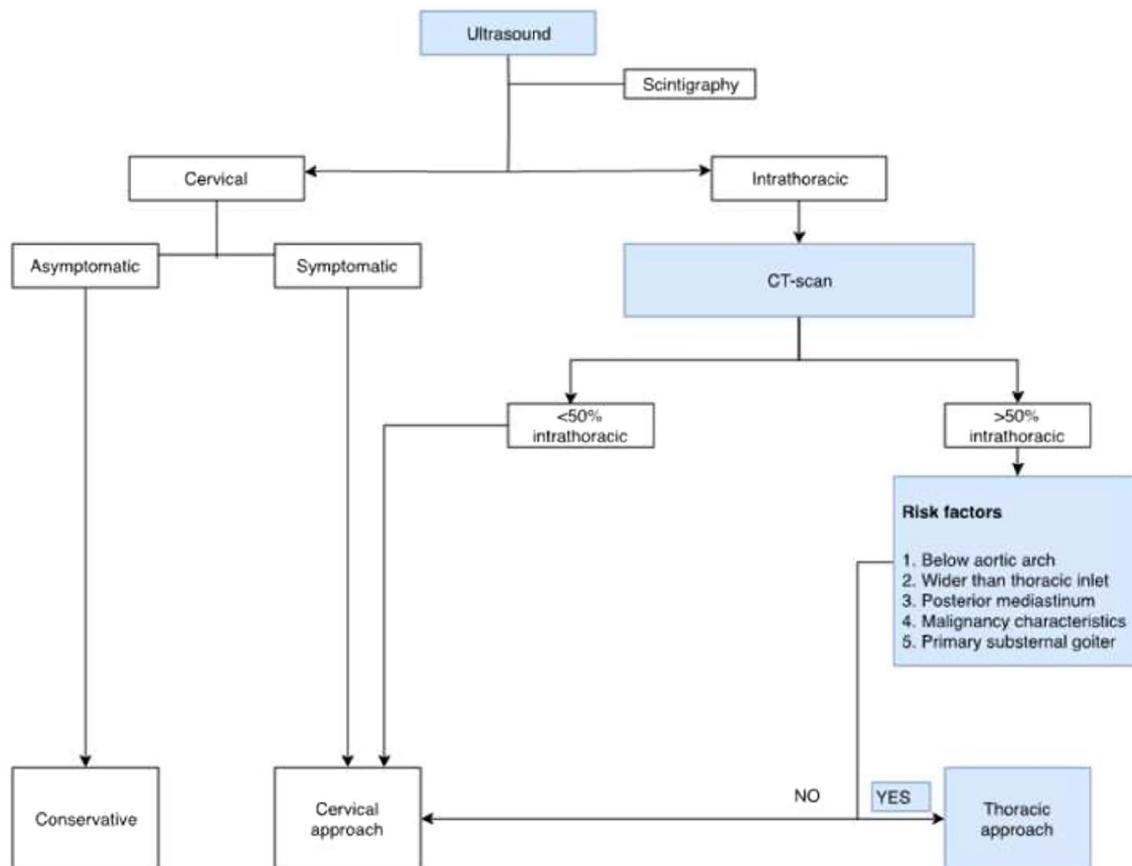 Ultrasound
Scintigraphy
Cervical
Intrathoracic
Asymptomatic
Symptomatic
CT-scan
<50%
intrathoracic
>50%
intrathoracic
Risk factors
1. Below aortic arch
2. Wider than thoracic inlet
3. Posterior mediastinum
4. Malignancy characteristics
5. Primary substernal goiter
Conservative
Cervical
approach
NO
YES
Thoracic
approach